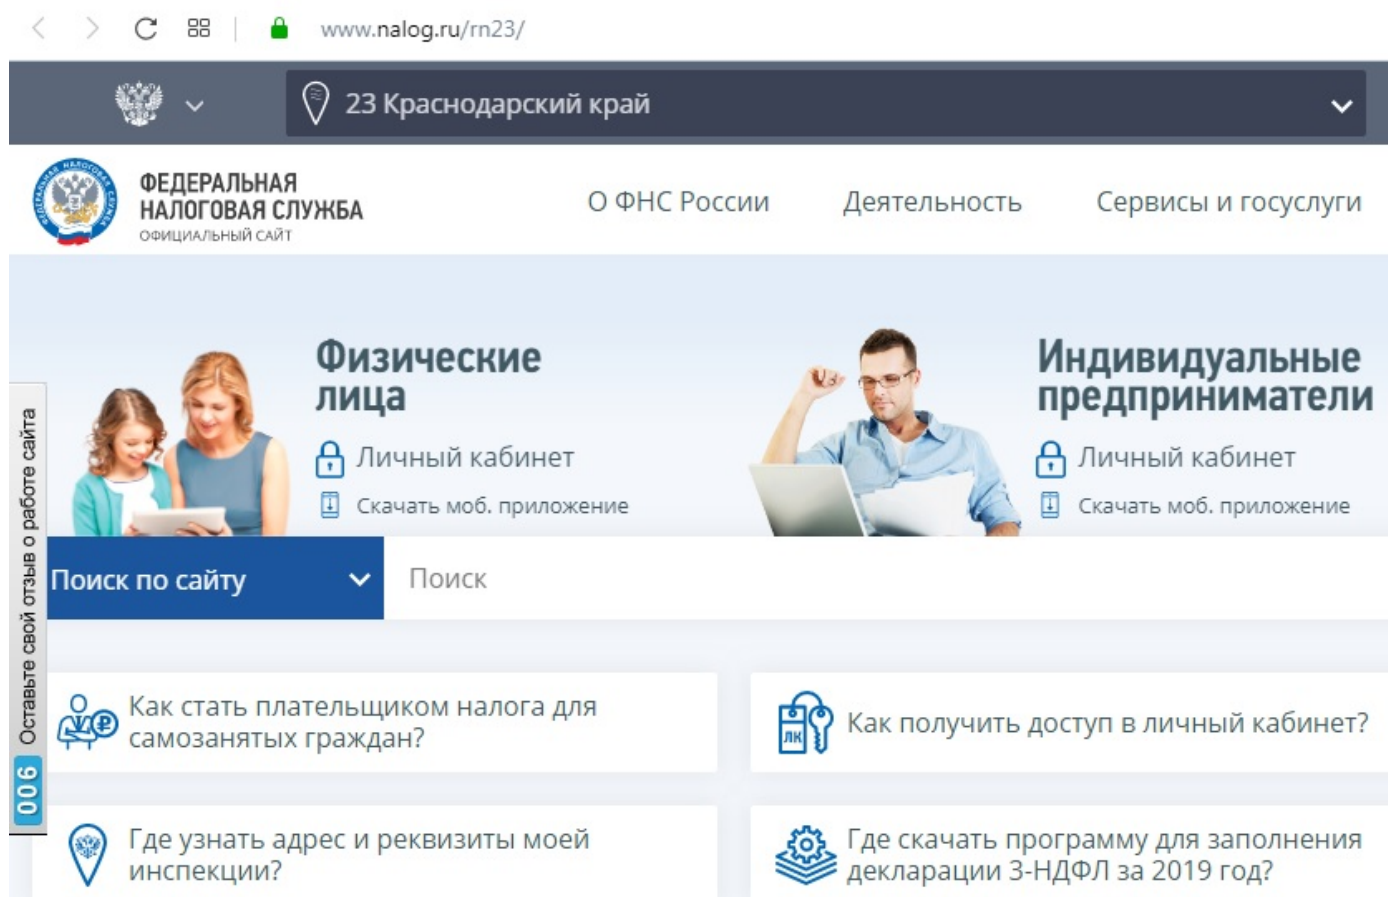 www.nalog.ru/rn23/
23 Краснодарский край
ФЕДЕРАЛЬНАЯ
НАЛОГОВАЯ СЛУЖБА
ОФИЦИАЛЬНЫЙ САЙТ
О ФНС России
Деятельность
Сервисы и госуслуги
Физические
лица
Личный кабинет
Скачать моб. приложение
Индивидуальные
предприниматели
Личный кабинет
Скачать моб. приложение
Оставьте свой отзыв о работе сайта
006
Поиск по сайту
Поиск
Как стать плательщиком налога для
самозанятых граждан?
ЛК
Как получить доступ в личный кабинет?
Где узнать адрес и реквизиты моей
инспекции?
Где скачать программу для заполнения
декларации 3-НДФЛ за 2019 год?